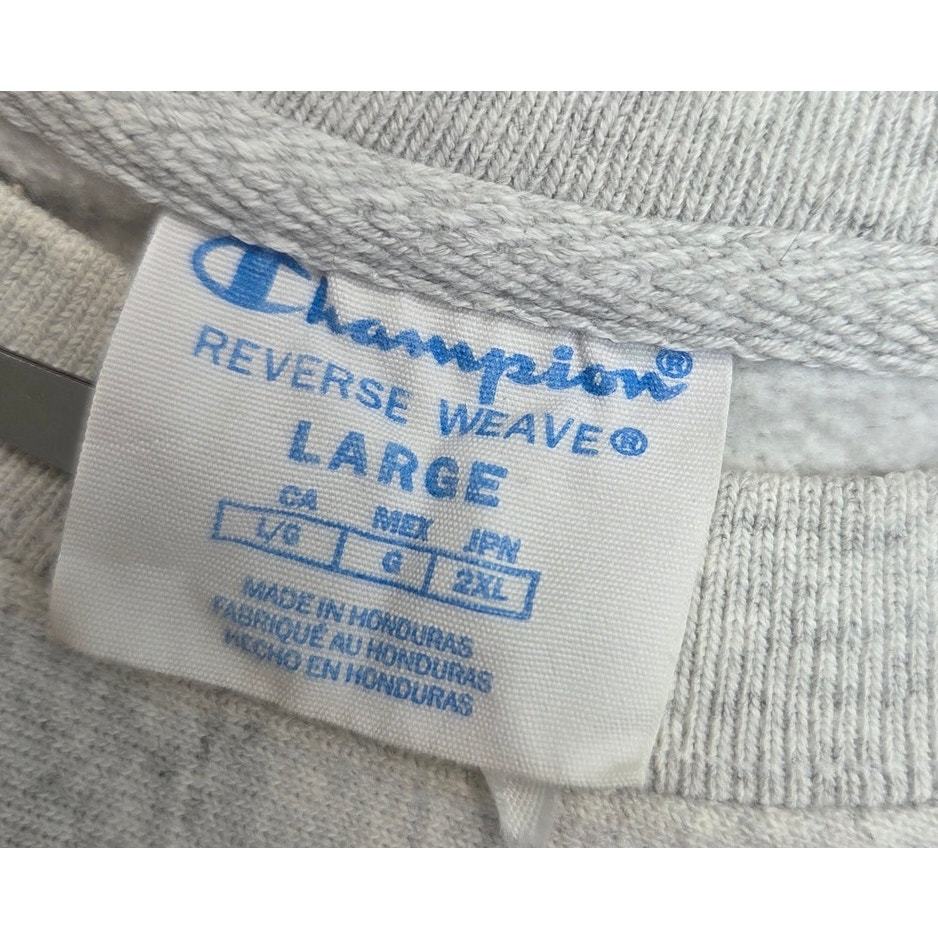 Champion®
REVERSE WEAVE®
LARGE
CA MEX JPN
L/G G 2XL
MADE IN HONDURAS
FABRIQUÉ AU HONDURAS
HECHO EN HONDURAS